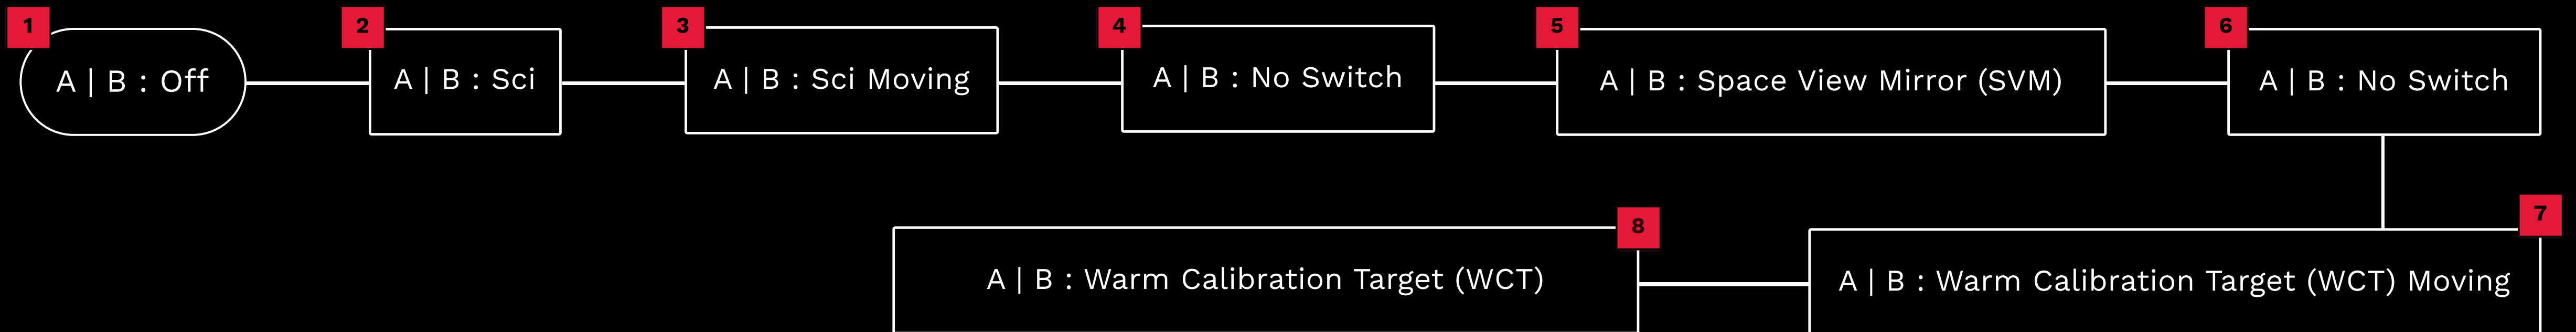 1
A | B : Off
2
A | B : Sci
3
A | B : Sci Moving
4
A | B : No Switch
5
A | B : Space View Mirror (SVM)
6
A | B : No Switch
7
A | B : Warm Calibration Target (WCT) Moving
8
A | B : Warm Calibration Target (WCT)